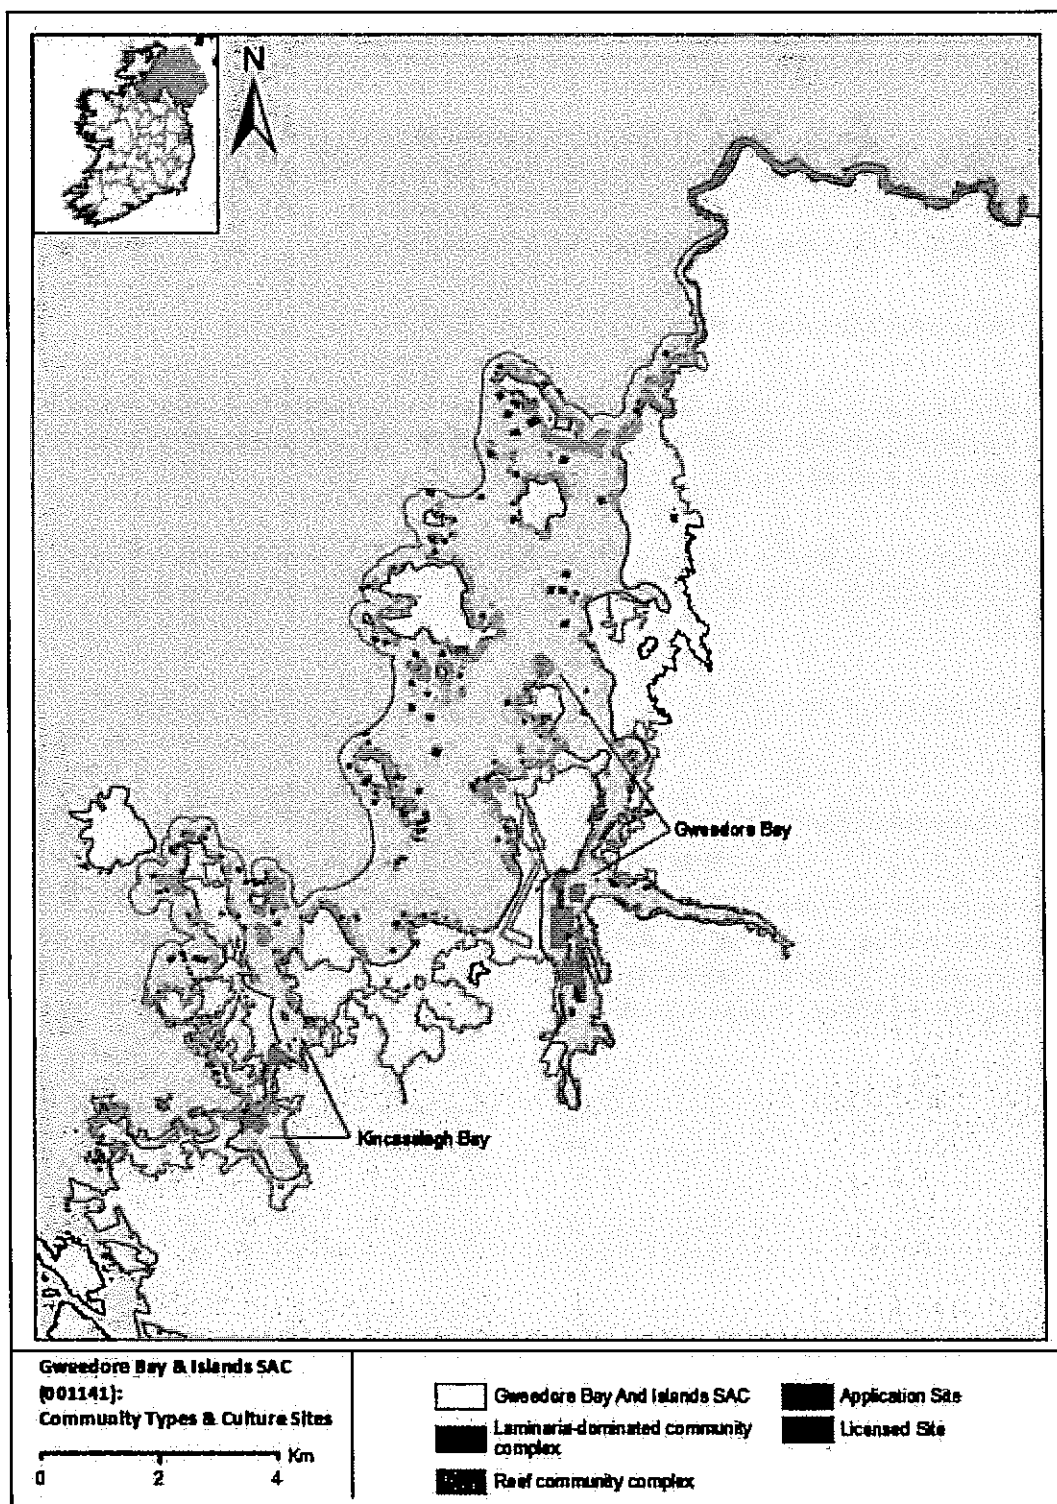 N
Gweedore Bay
Kincasslagh Bay
Gweedore Bay & Islands SAC
(001141):
Community Types & Culture Sites
Km
0 2 4
Gweedore Bay And Islands SAC
Laminaria-dominated community
complex
Reef community complex
Application Site
Licensed Site